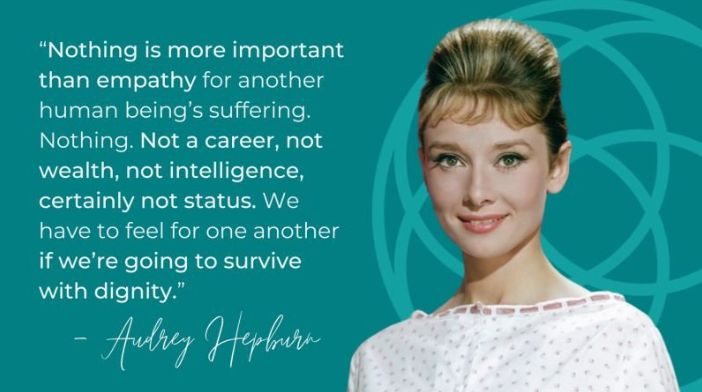 “Nothing is more important
than empathy for another
human being’s suffering.
Nothing. Not a career, not
wealth, not intelligence,
certainly not status. We
have to feel for one another
if we’re going to survive
with dignity.”
– Audrey Hepburn